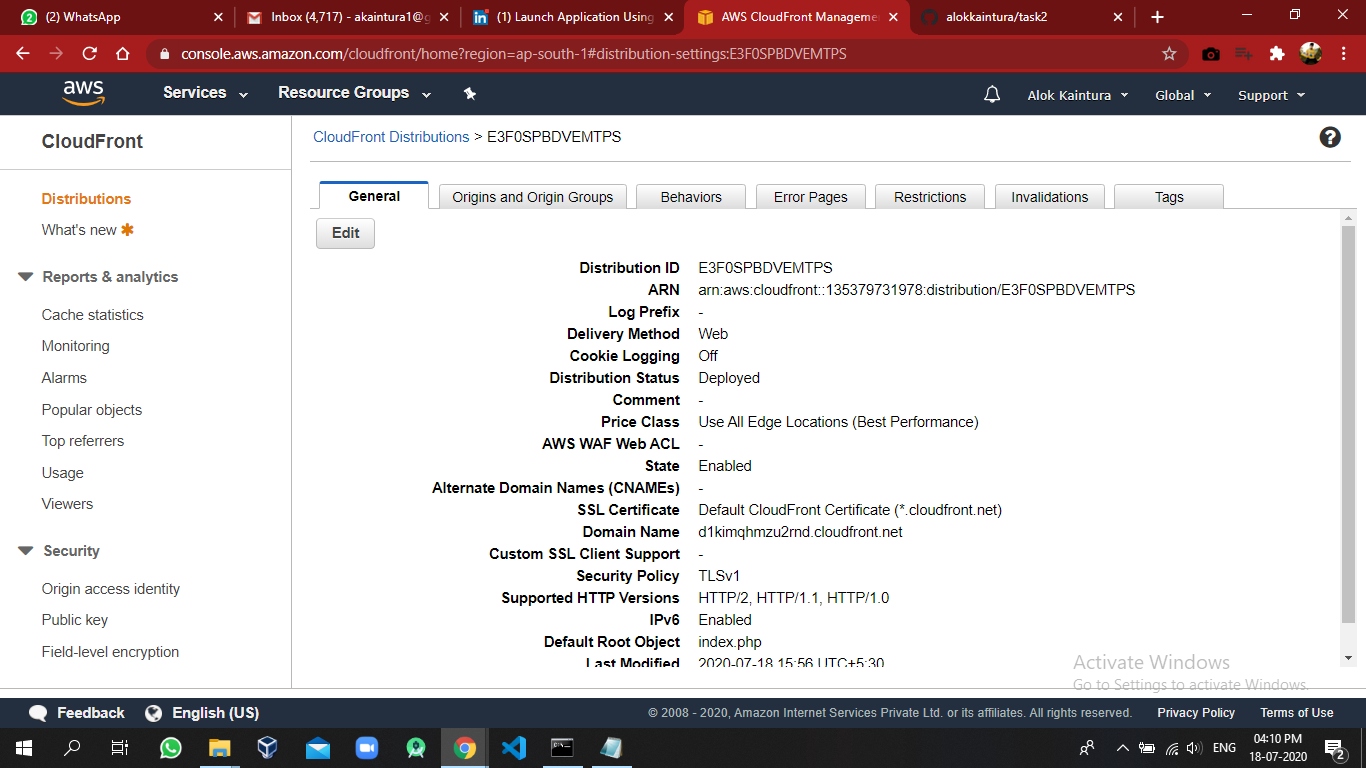 (2) WhatsApp
Inbox (4,717) - akaintura1@g
(1) Launch Application Using
AWS CloudFront Manageme
alokkaintura/task2
console.aws.amazon.com/cloudfront/home?region=ap-south-1#distribution-settings:E3F0SPBDVEMTPS
aws
Services
Resource Groups
Alok Kaintura
Global
Support
CloudFront
Distributions
What's new
Reports & analytics
Cache statistics
Monitoring
Alarms
Popular objects
Top referrers
Usage
Viewers
Security
Origin access identity
Public key
Field-level encryption
CloudFront Distributions > E3F0SPBDVEMTPS
?
General
Origins and Origin Groups
Behaviors
Error Pages
Restrictions
Invalidations
Tags
Edit
Distribution ID E3F0SPBDVEMTPS
ARN arn:aws:cloudfront::135379731978:distribution/E3F0SPBDVEMTPS
Log Prefix -
Delivery Method Web
Cookie Logging Off
Distribution Status Deployed
Comment -
Price Class Use All Edge Locations (Best Performance)
AWS WAF Web ACL -
State Enabled
Alternate Domain Names (CNAMEs) -
SSL Certificate Default CloudFront Certificate (*.cloudfront.net)
Domain Name d1kimqhmzu2rnd.cloudfront.net
Custom SSL Client Support -
Security Policy TLSv1
Supported HTTP Versions HTTP/2, HTTP/1.1, HTTP/1.0
IPv6 Enabled
Default Root Object index.php
Last Modified 2020-07-18 15:56 UTC+5:30
Activate Windows
Go to Settings to activate Windows.
Feedback
English (US)
© 2008 - 2020, Amazon Internet Services Private Ltd. or its affiliates. All rights reserved.
Privacy Policy
Terms of Use
ENG
04:10 PM
18-07-2020
2